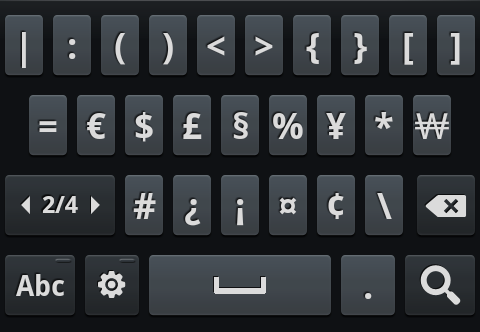 | : ( ) < > { } [ ]
= € $ £ § % ¥ * ₩
2/4 # ¿ ¡ ¤ ¢ \
Abc .